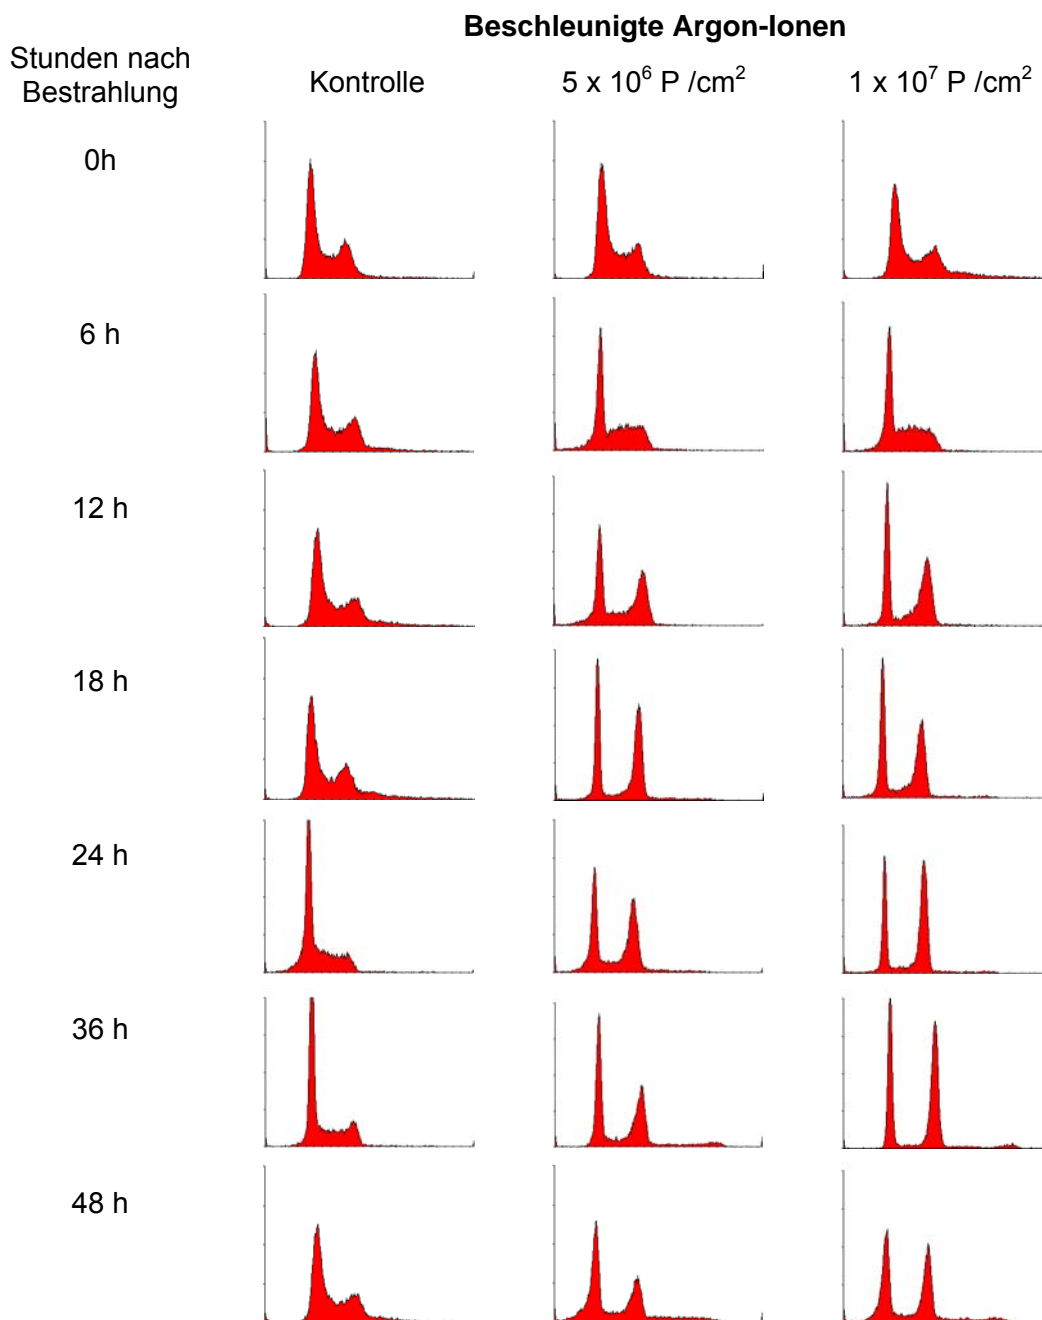 Beschleunigte Argon-Ionen
Stunden nach
Bestrahlung
Kontrolle
5 x 10⁶ P /cm²
1 x 10⁷ P /cm²
0h
6 h
12 h
18 h
24 h
36 h
48 h